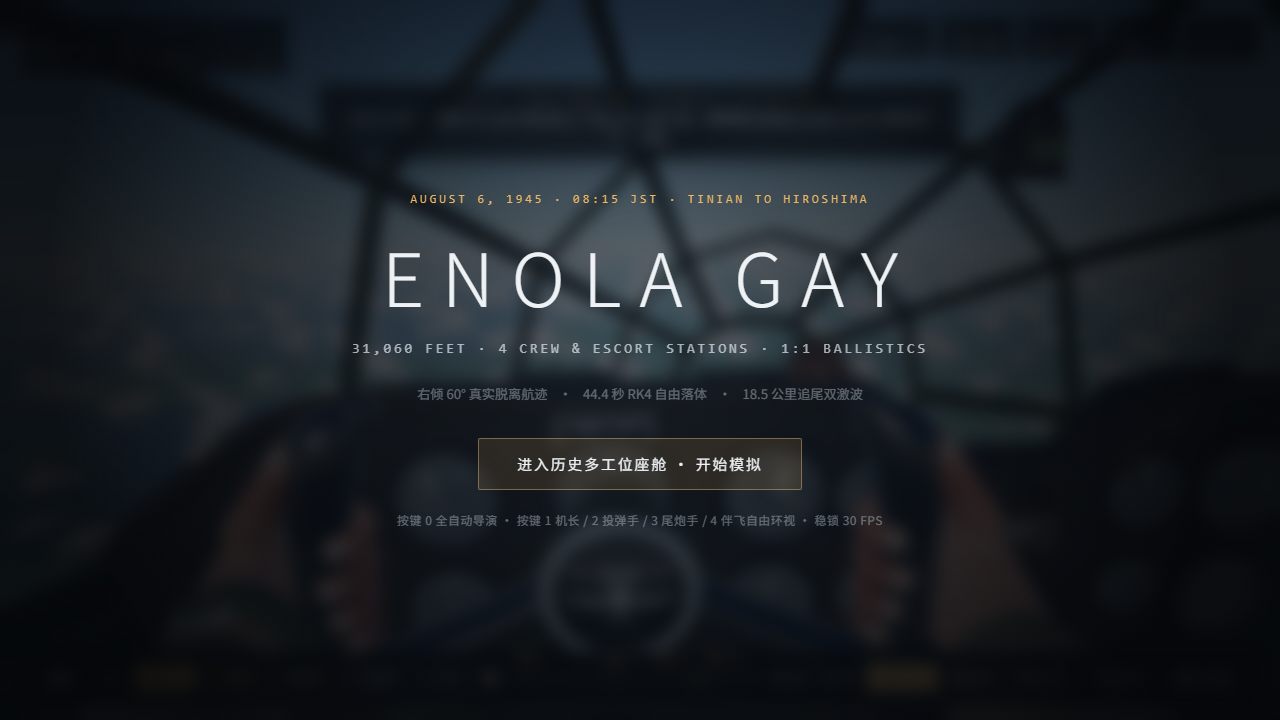 AUGUST 6, 1945 · 08:15 JST · TINIAN TO HIROSHIMA
ENOLA GAY
31,060 FEET · 4 CREW & ESCORT STATIONS · 1:1 BALLISTICS
右倾 60° 真实脱离航迹 · 44.4 秒 RK4 自由落体 · 18.5 公里追尾双激波
进入历史多工位座舱 · 开始模拟
按键 0 全自动导演 · 按键 1 机长 / 2 投弹手 / 3 尾炮手 / 4 伴飞自由环视 · 稳锁 30 FPS